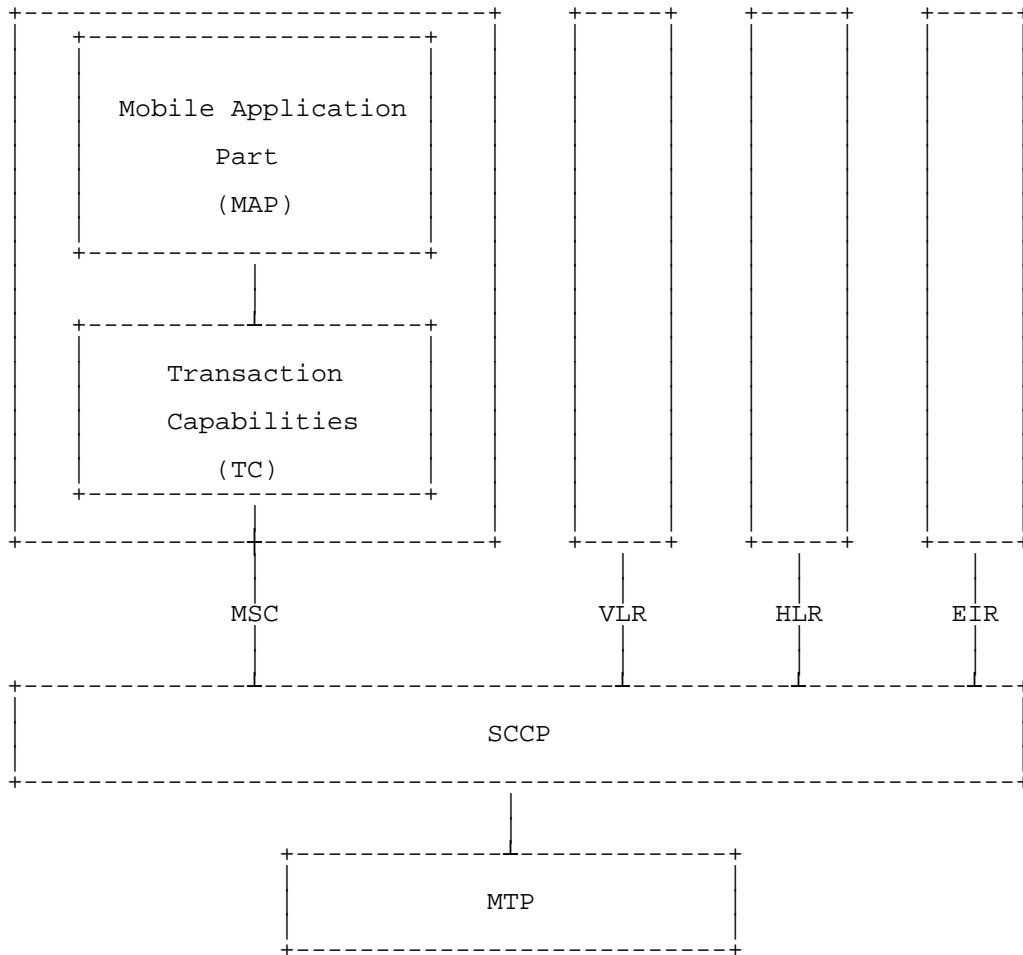 Mobile Application
Part
(MAP)
Transaction
Capabilities
(TC)
MSC VLR HLR EIR
SCCP
MTP